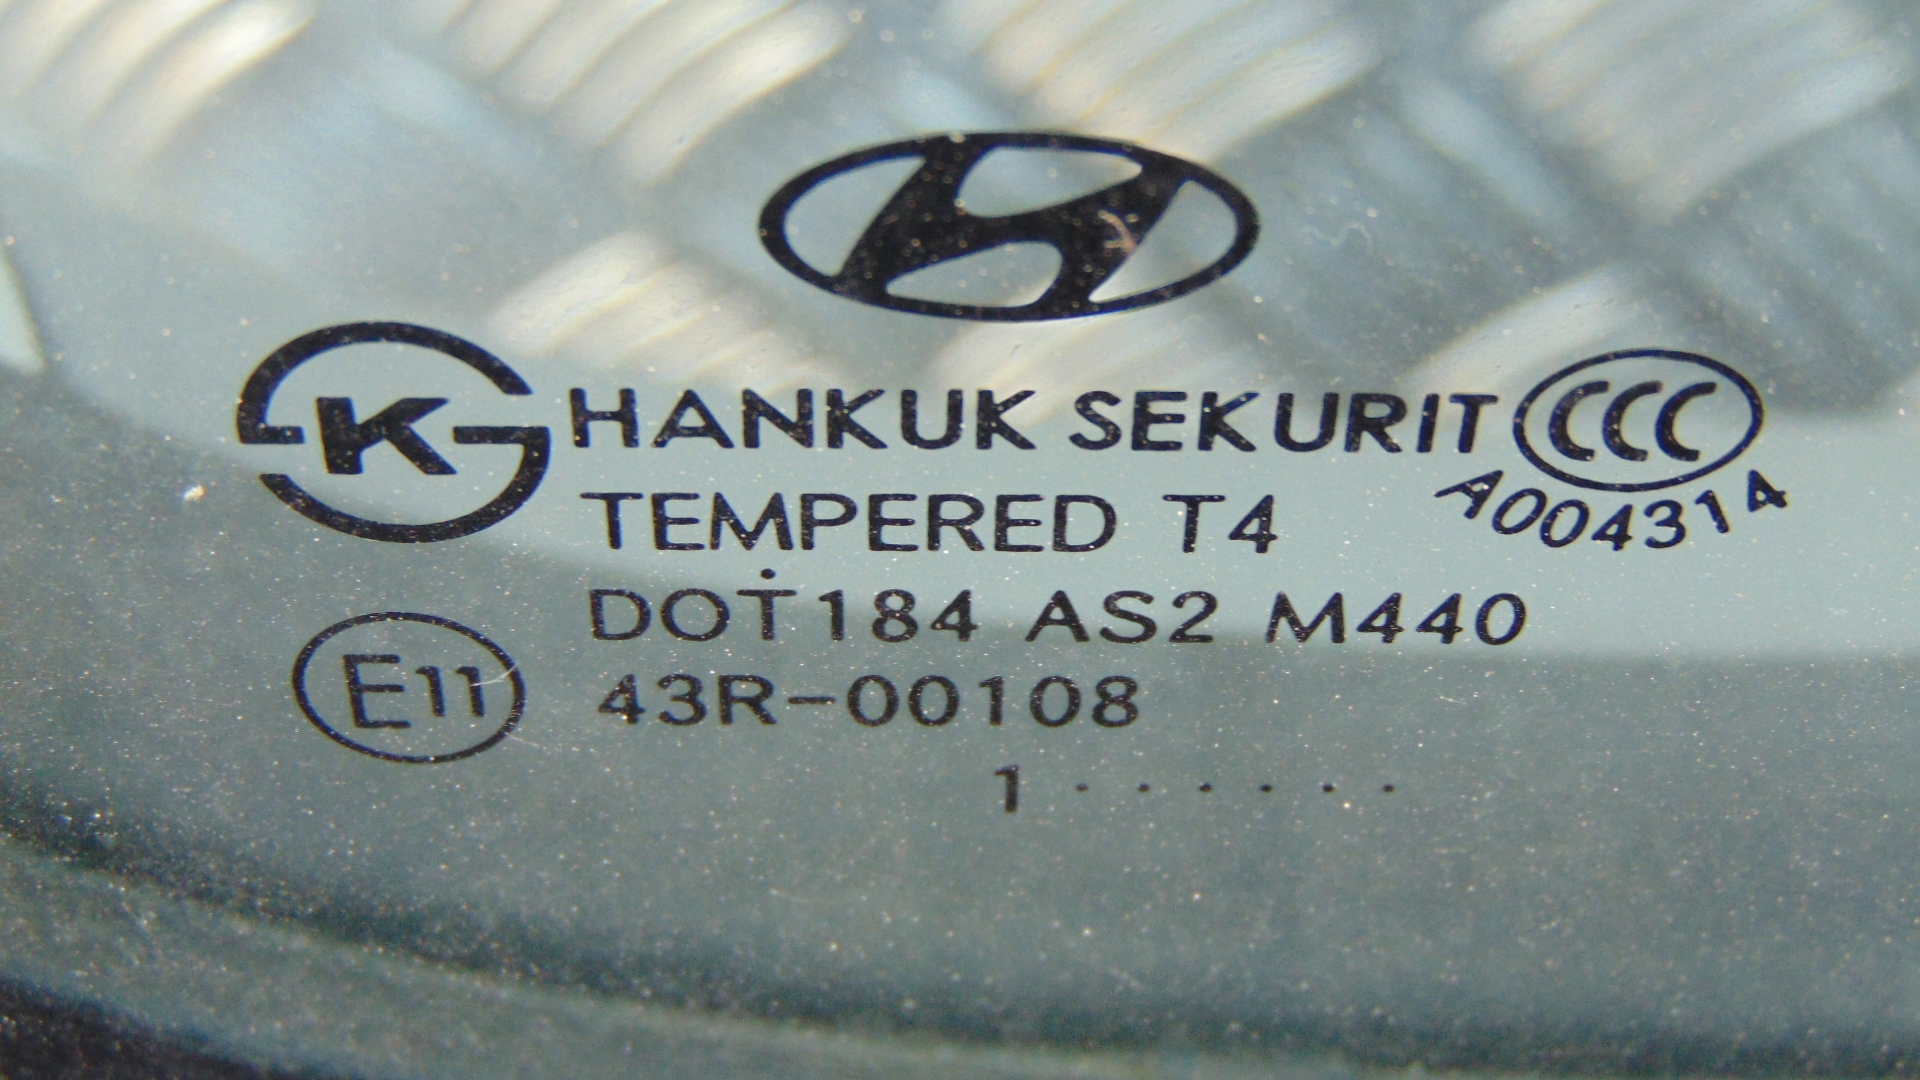 K HANKUK SEKURIT CCC
A004314
TEMPERED T4
DOT184 AS2 M440
E11 43R-00108
1 . . . . . .